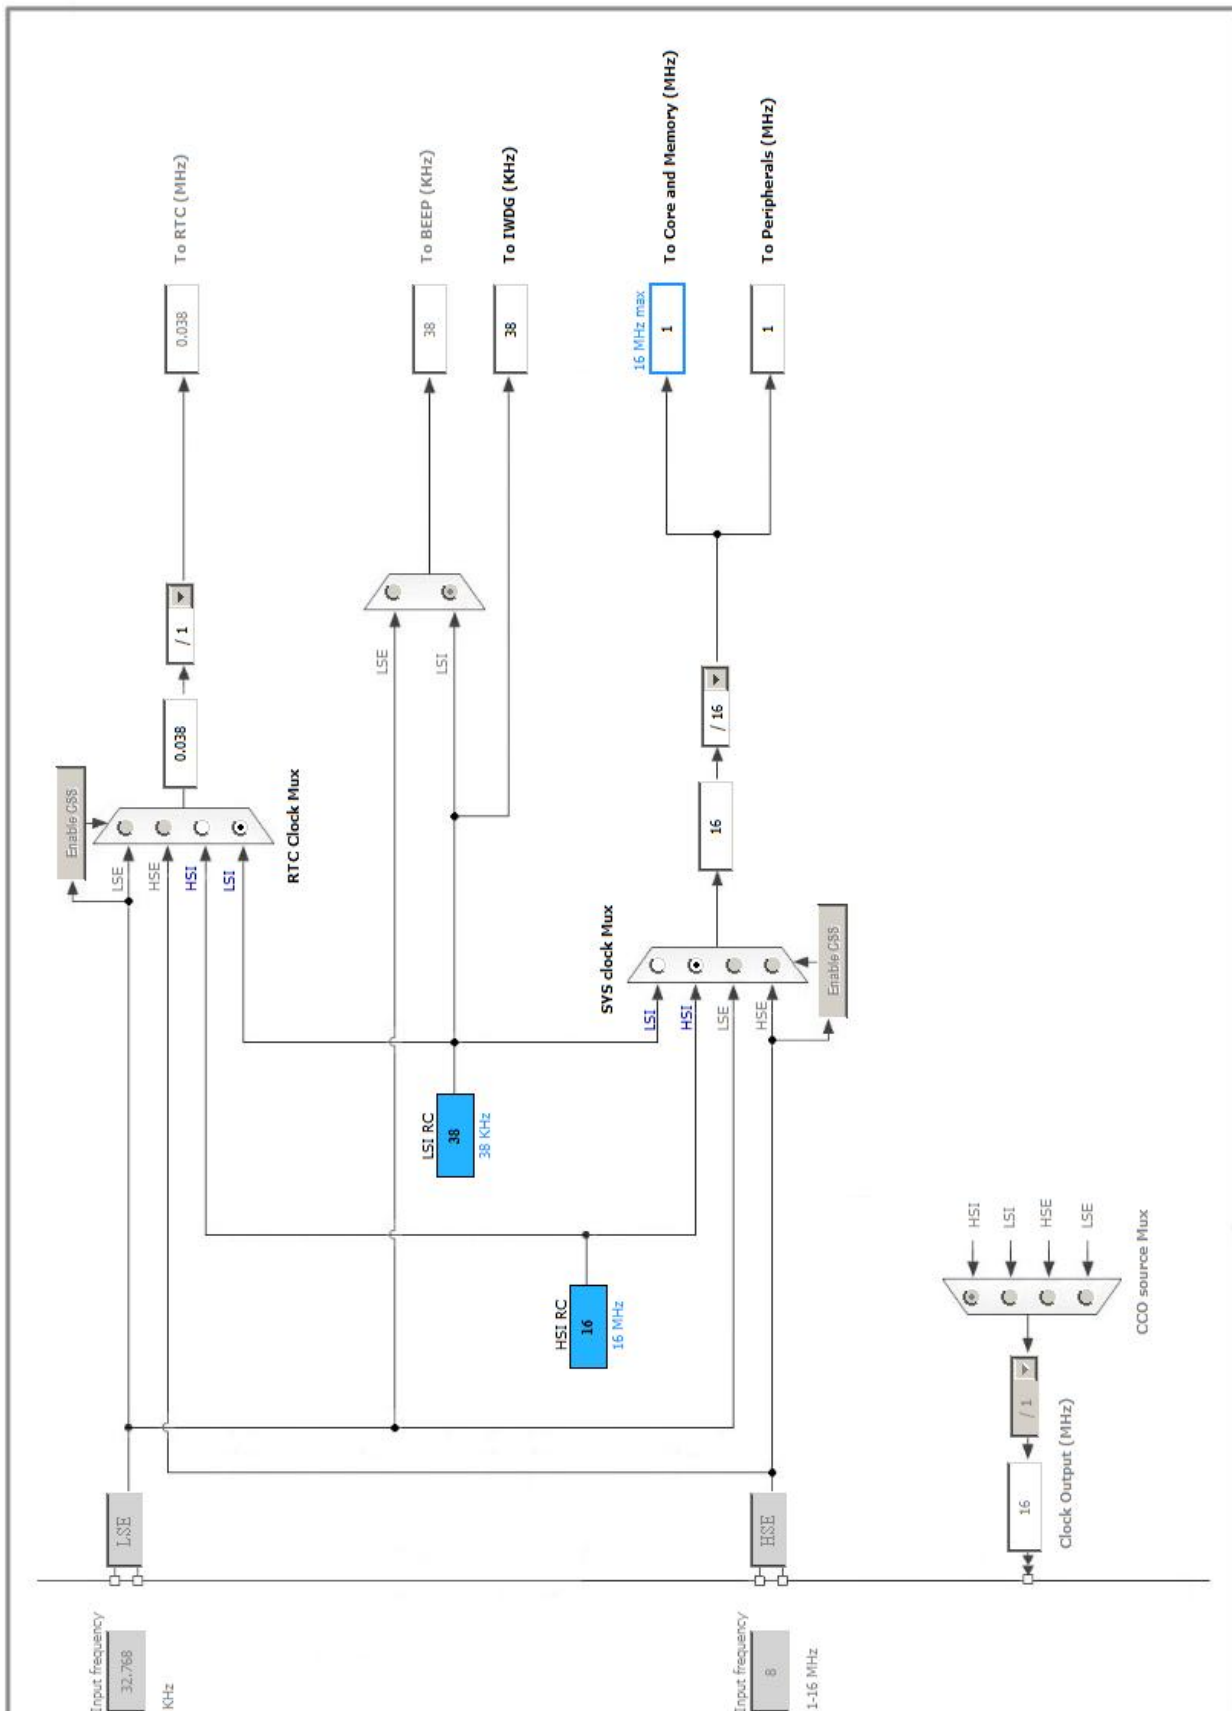 Input frequency
32.768
KHz
LSE
Enable CSS
LSE
HSE
HSI
LSI
RTC Clock Mux
0.038
/ 1
0.038
To RTC (MHz)
LSE
LSI
38
To BEEP (KHz)
38
To IWDG (KHz)
LSI RC
38
38 KHz
HSI RC
16
16 MHz
SYS clock Mux
LSI
HSI
LSE
HSE
Enable CSS
16
/ 16
16 MHz max
1
To Core and Memory (MHz)
1
To Peripherals (MHz)
Input frequency
8
1-16 MHz
HSE
HSI
LSI
HSE
LSE
CCO source Mux
/ 1
16
Clock Output (MHz)